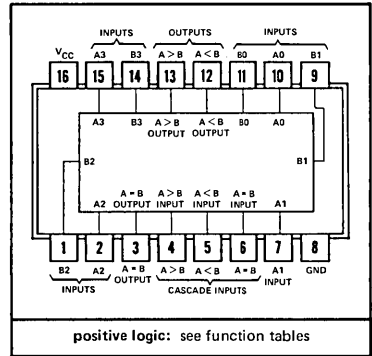 INPUTS OUTPUTS INPUTS
VCC A3 B3 A > B A < B B0 A0 B1
16 15 14 13 12 11 10 9
A3 B3 A > B OUTPUT A < B OUTPUT B0 A0
B2 B1
A2 A = B OUTPUT A > B INPUT A < B INPUT A = B INPUT A1
1 2 3 4 5 6 7 8
B2 A2 A = B OUTPUT A > B A < B A = B A1 INPUT GND
INPUTS CASCADE INPUTS
positive logic: see function tables